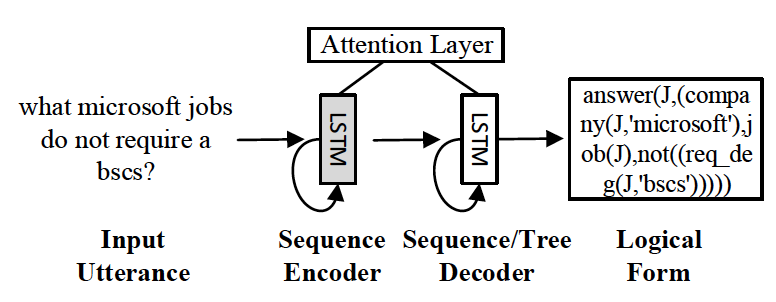 Attention Layer
what microsoft jobs
do not require a
bscs?
LSTM
LSTM
answer(J,(compa
ny(J,'microsoft'),j
ob(J),not((req_de
g(J,'bscs')))))
Input
Utterance
Sequence
Encoder
Sequence/Tree
Decoder
Logical
Form